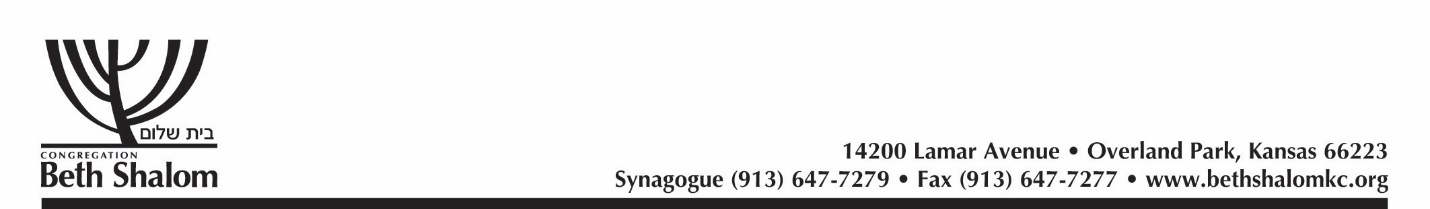 בית שלום
CONGREGATION
Beth Shalom
14200 Lamar Avenue • Overland Park, Kansas 66223
Synagogue (913) 647-7279 • Fax (913) 647-7277 • www.bethshalomkc.org